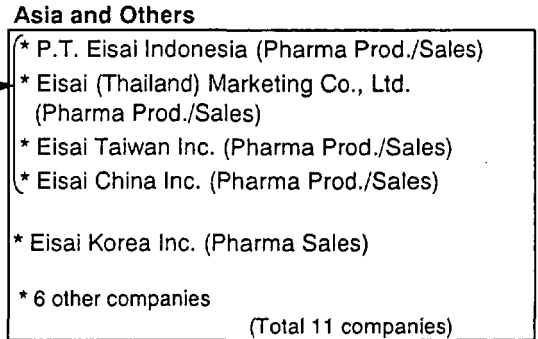 Asia and Others
* P.T. Eisai Indonesia (Pharma Prod./Sales)
* Eisai (Thailand) Marketing Co., Ltd.
(Pharma Prod./Sales)
* Eisai Taiwan Inc. (Pharma Prod./Sales)
* Eisai China Inc. (Pharma Prod./Sales)
* Eisai Korea Inc. (Pharma Sales)
* 6 other companies
(Total 11 companies)